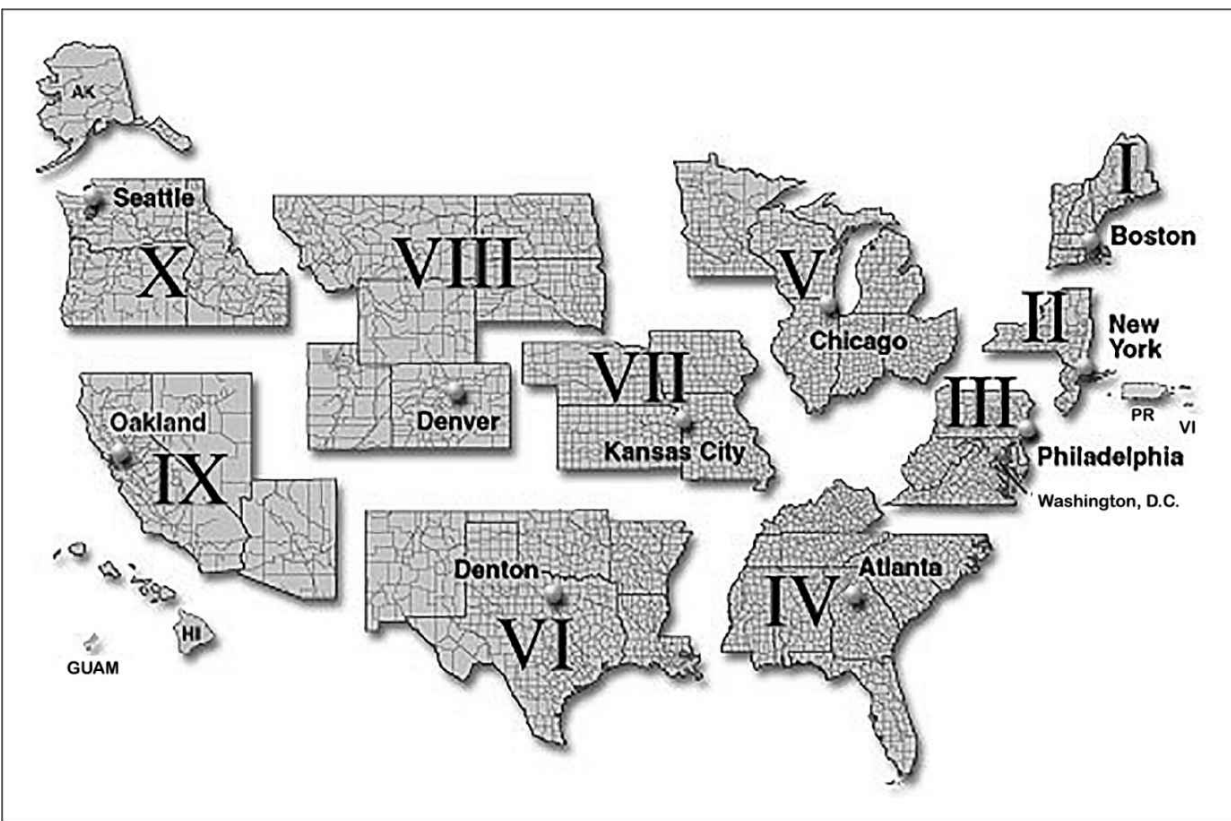 AK
I
Seattle
Boston
X
VIII
V
II
New
York
Chicago
VII
III
PR
VI
Oakland
Denver
Kansas City
Philadelphia
IX
Washington, D.C.
Denton
Atlanta
IV
VI
HI
GUAM